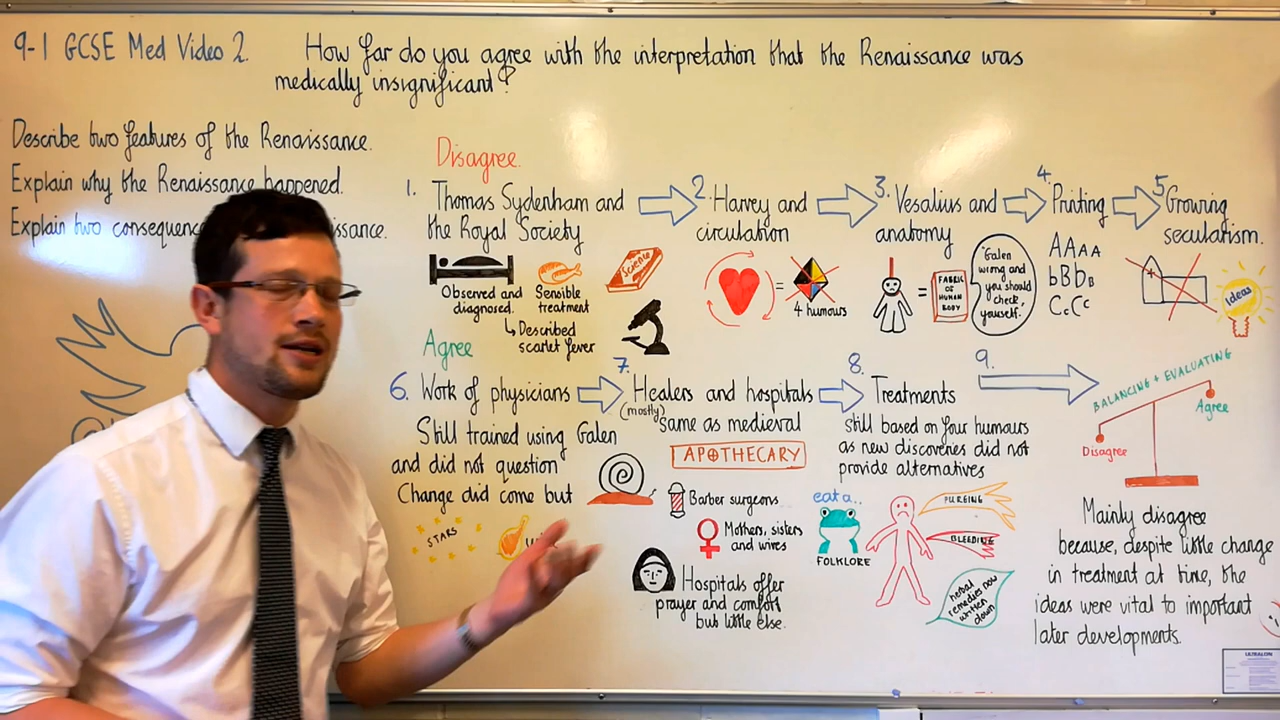 9-1 GCSE Med Video 2.
How far do you agree with the interpretation that the Renaissance was
medically insignificant?
Describe two features of the Renaissance.
Explain why the Renaissance happened.
Explain two
Disagree.
1. Thomas Sydenham and
the Royal Society
Observed and
diagnosed.
Sensible
treatment
Described
scarlet fever
Science
2. Harvey and
circulation
=
4 humours
3. Vesalius and
anatomy
=
FABRIC
OF
HUMAN
BODY
"Galen
wrong and
you should
check,
yourself."
4. Printing
AAAA
bBbb
CcCc
5. Growing
secularism.
Ideas
Agree
6. Work of physicians
Still trained using Galen
and did not question
Change did come but
STARS
7. Healers and hospitals
(mostly) same as medieval
APOTHECARY
Barber surgeons
Mothers, sisters
and wives
Hospitals offer
prayer and comfort
but little else.
8. Treatments
still based on four humours
as new discoveries did not
provide alternatives
eat a..
FOLKLORE
PURGING
BLEEDING
herbal
remedies now
written
down
9.
BALANCING + EVALUATING
Agree
Disagree
Mainly disagree
because, despite little change
in treatment at time, the
ideas were vital to important
later developments.
ULTRALON